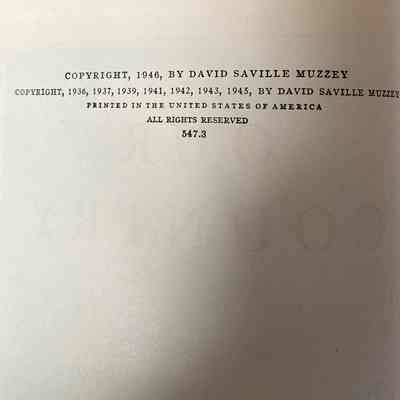 COPYRIGHT, 1946, BY DAVID SAVILLE MUZZEY
COPYRIGHT, 1936, 1937, 1939, 1941, 1942, 1943, 1945, BY DAVID SAVILLE MUZZEY
PRINTED IN THE UNITED STATES OF AMERICA
ALL RIGHTS RESERVED
547.3